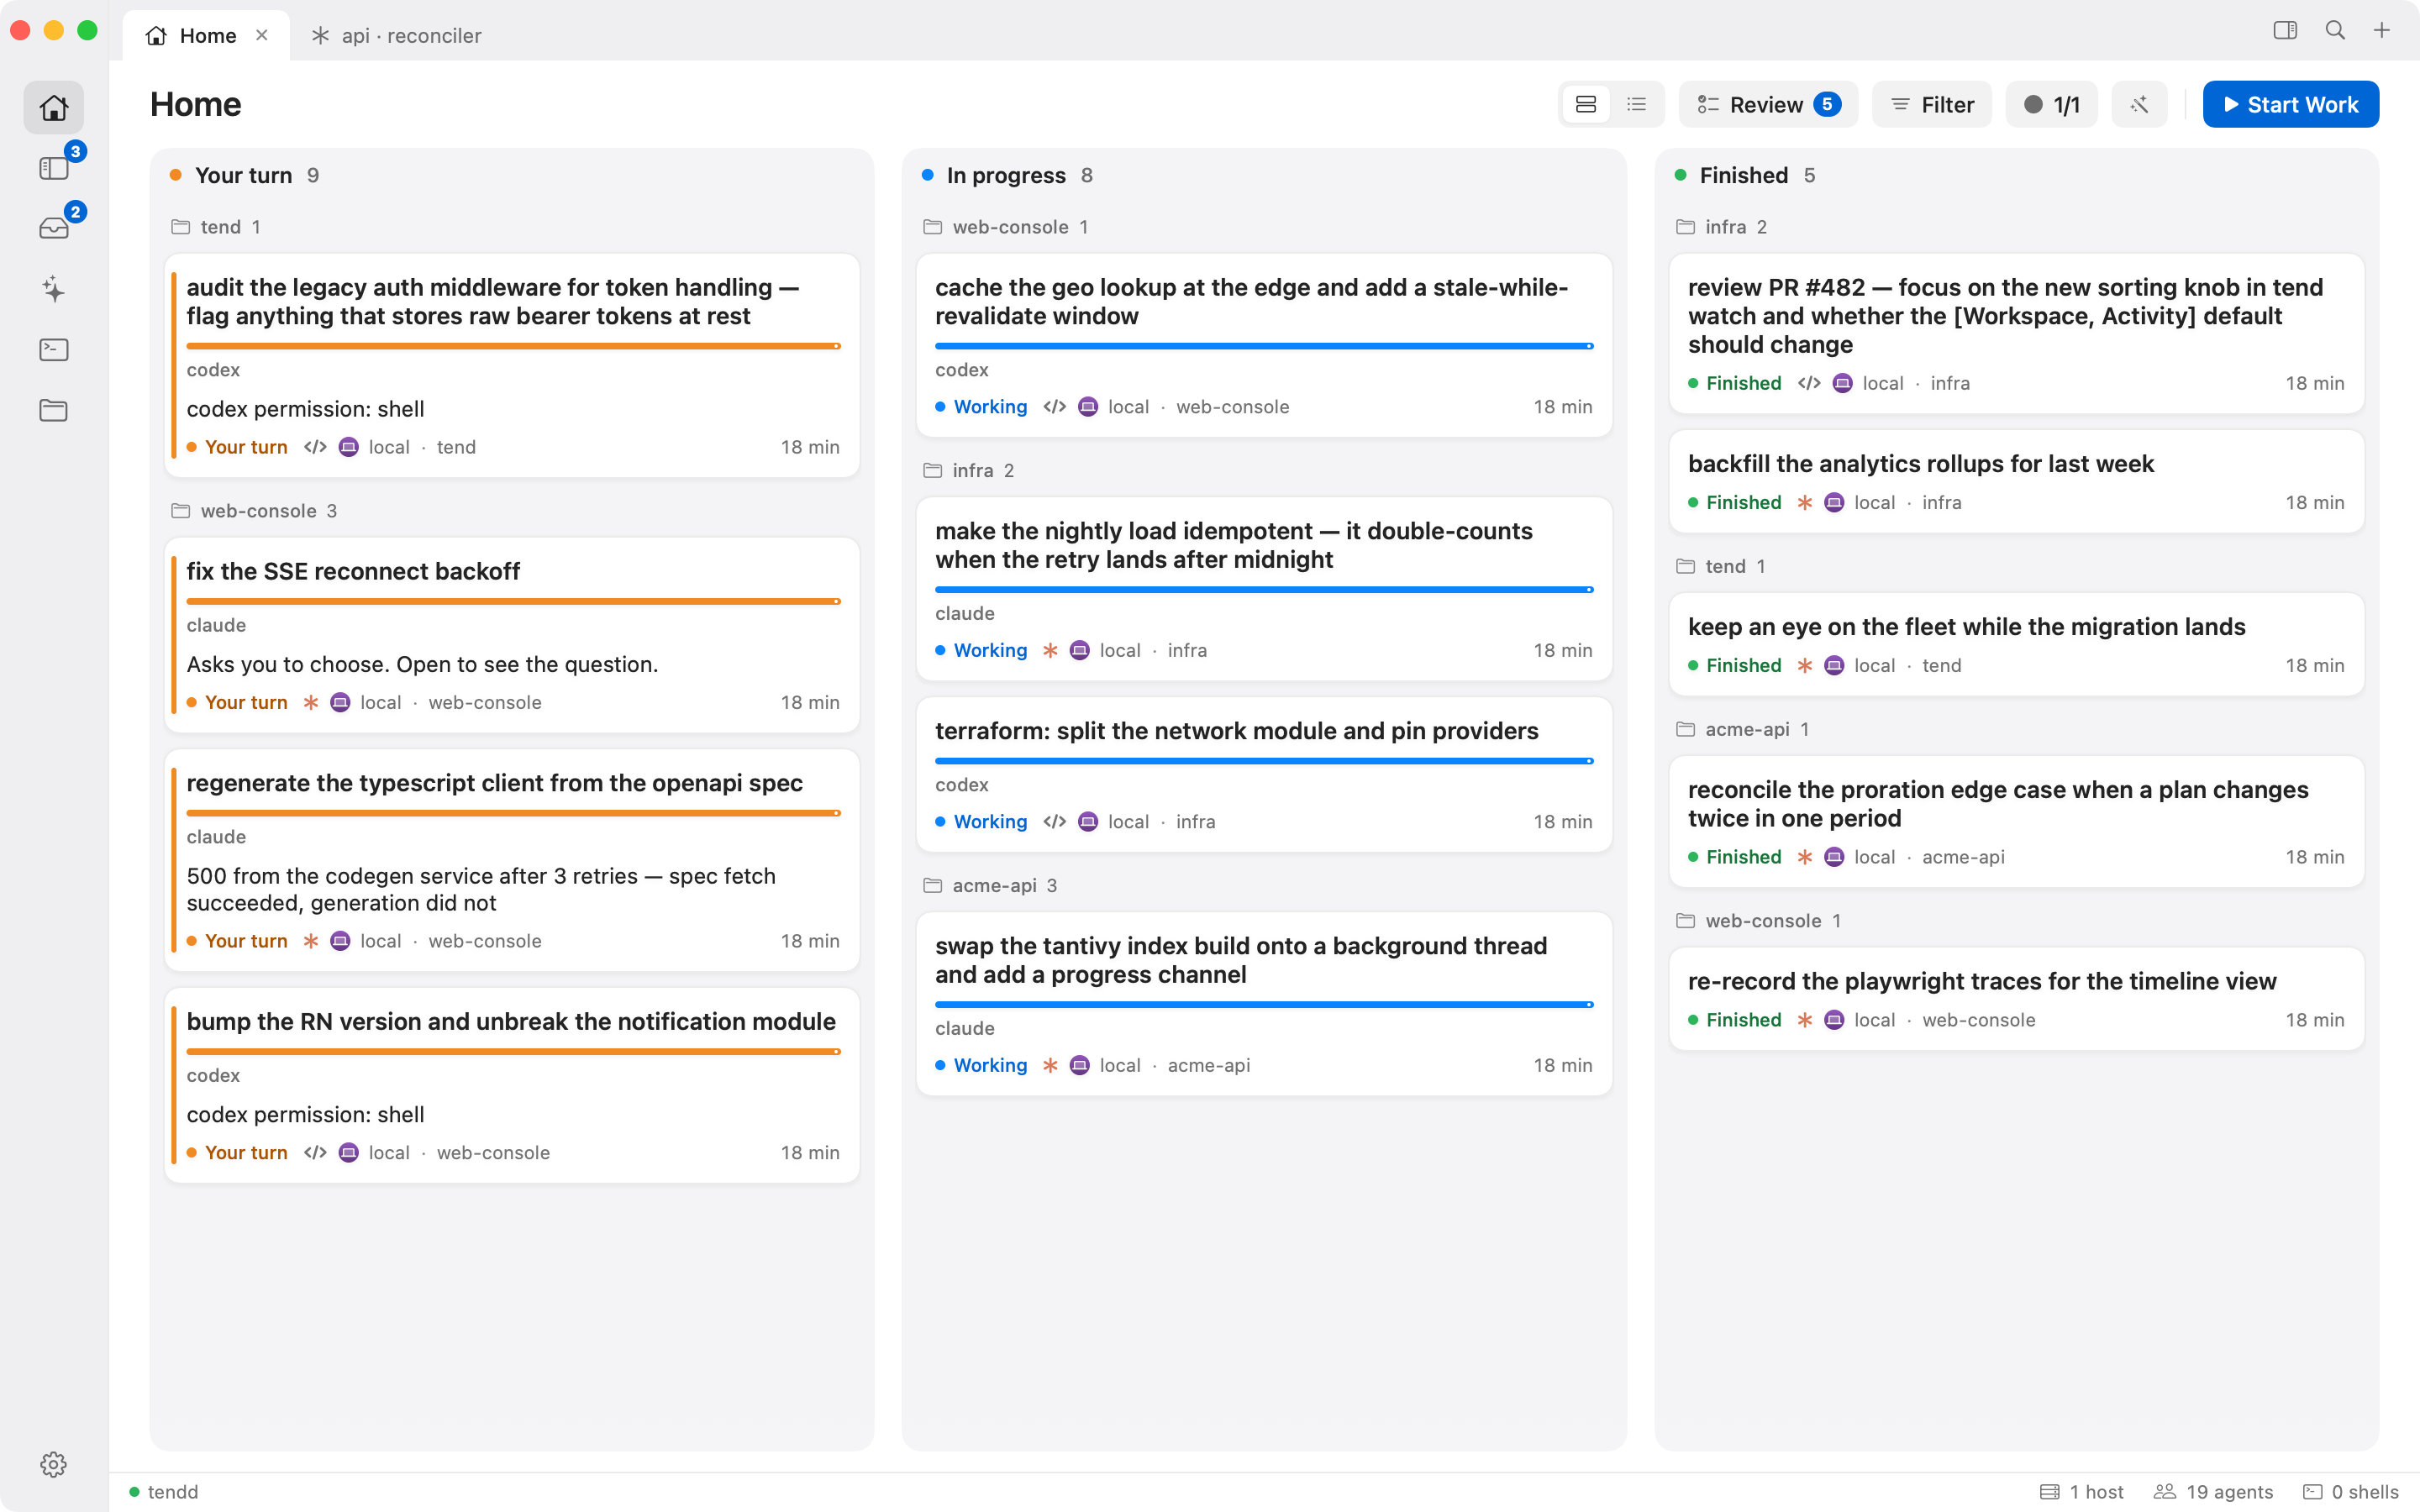 Home
api · reconciler
3
2
Home
Review 5
Filter
1/1
Start Work
Your turn 9
tend 1
audit the legacy auth middleware for token handling —
flag anything that stores raw bearer tokens at rest
codex
codex permission: shell
Your turn </> local · tend 18 min
web-console 3
fix the SSE reconnect backoff
claude
Asks you to choose. Open to see the question.
Your turn local · web-console 18 min
regenerate the typescript client from the openapi spec
claude
500 from the codegen service after 3 retries — spec fetch
succeeded, generation did not
Your turn local · web-console 18 min
bump the RN version and unbreak the notification module
codex
codex permission: shell
Your turn </> local · web-console 18 min
In progress 8
web-console 1
cache the geo lookup at the edge and add a stale-while-
revalidate window
codex
Working </> local · web-console 18 min
infra 2
make the nightly load idempotent — it double-counts
when the retry lands after midnight
claude
Working local · infra 18 min
terraform: split the network module and pin providers
codex
Working </> local · infra 18 min
acme-api 3
swap the tantivy index build onto a background thread
and add a progress channel
claude
Working local · acme-api 18 min
Finished 5
infra 2
review PR #482 — focus on the new sorting knob in tend
watch and whether the [Workspace, Activity] default
should change
Finished </> local · infra 18 min
backfill the analytics rollups for last week
Finished local · infra 18 min
tend 1
keep an eye on the fleet while the migration lands
Finished local · tend 18 min
acme-api 1
reconcile the proration edge case when a plan changes
twice in one period
Finished local · acme-api 18 min
web-console 1
re-record the playwright traces for the timeline view
Finished local · web-console 18 min
tendd
1 host
19 agents
0 shells